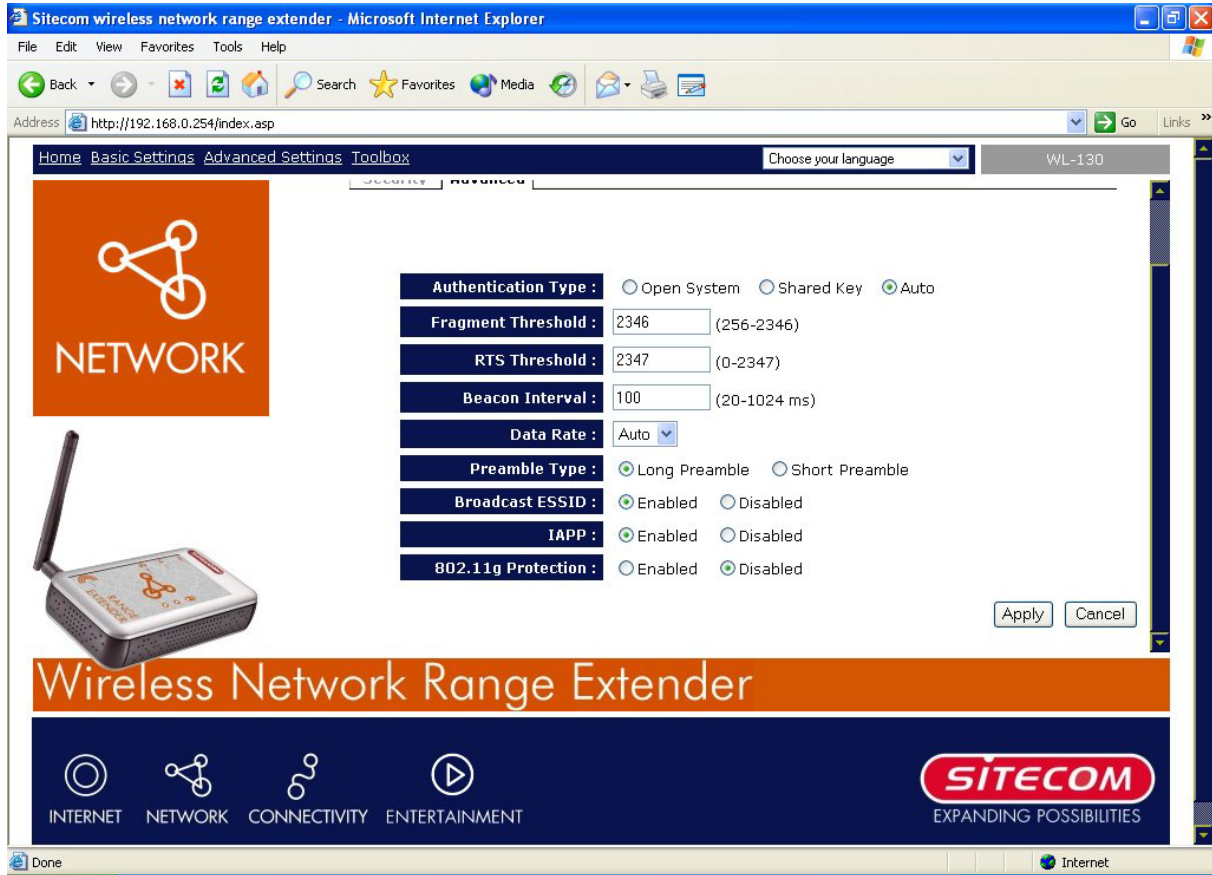 Sitecom wireless network range extender - Microsoft Internet Explorer
File Edit View Favorites Tools Help
Back Search Favorites Media
Address http://192.168.0.254/index.asp Go Links »
Home Basic Settings Advanced Settings Toolbox Choose your language WL-130
Security Advanced
NETWORK
Authentication Type : Open System Shared Key Auto
Fragment Threshold : 2346 (256-2346)
RTS Threshold : 2347 (0-2347)
Beacon Interval : 100 (20-1024 ms)
Data Rate : Auto
Preamble Type : Long Preamble Short Preamble
Broadcast ESSID : Enabled Disabled
IAPP : Enabled Disabled
802.11g Protection : Enabled Disabled
RANGE
EXTENDER
Apply Cancel
Wireless Network Range Extender
INTERNET NETWORK CONNECTIVITY ENTERTAINMENT
SITECOM
EXPANDING POSSIBILITIES
Done Internet